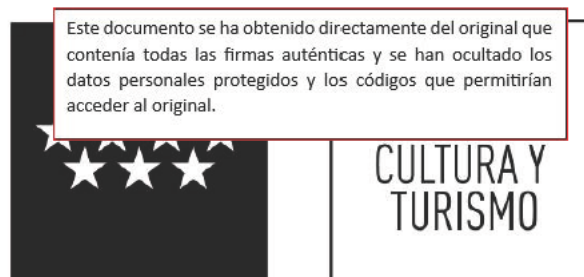 Este documento se ha obtenido directamente del original que
contenía todas las firmas auténticas y se han ocultado los
datos personales protegidos y los códigos que permitirían
acceder al original.
CULTURA Y
TURISMO